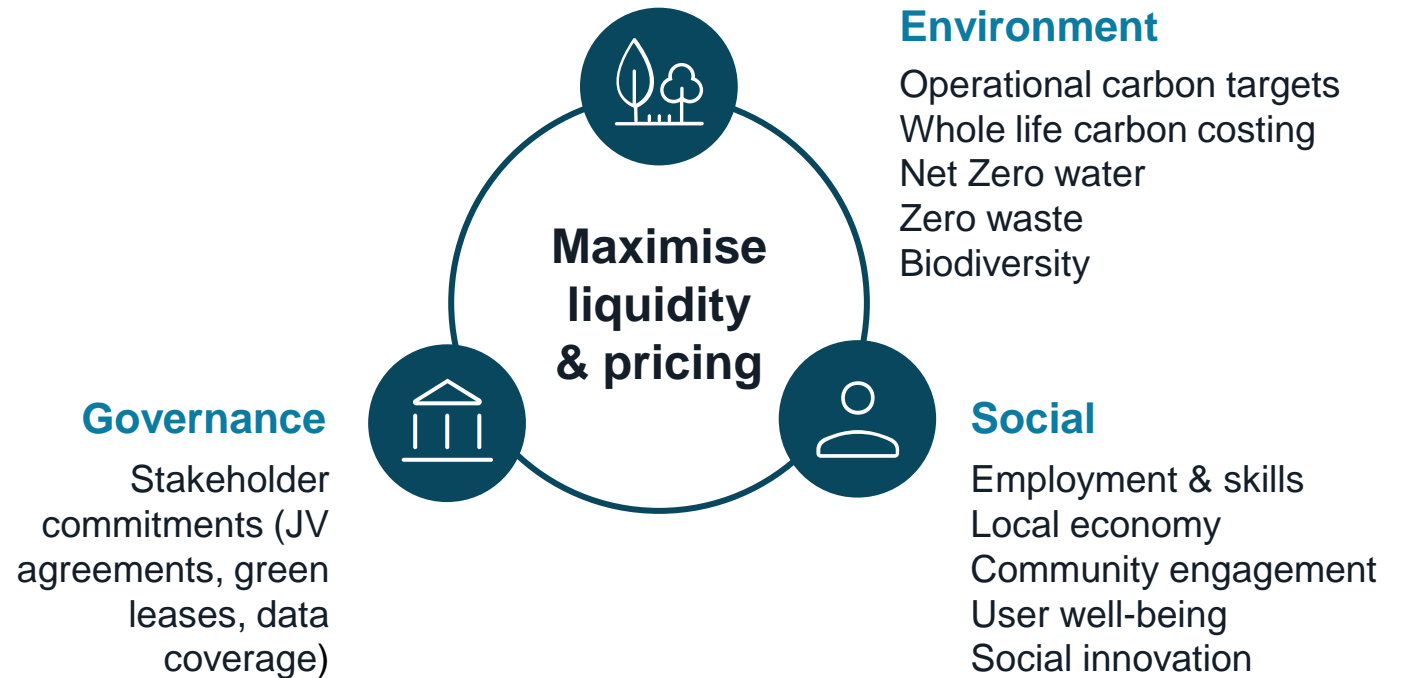 Environment
Operational carbon targets
Whole life carbon costing
Net Zero water
Zero waste
Biodiversity
Maximise
liquidity
& pricing
Governance
Stakeholder
commitments (JV
agreements, green
leases, data
coverage)
Social
Employment & skills
Local economy
Community engagement
User well-being
Social innovation